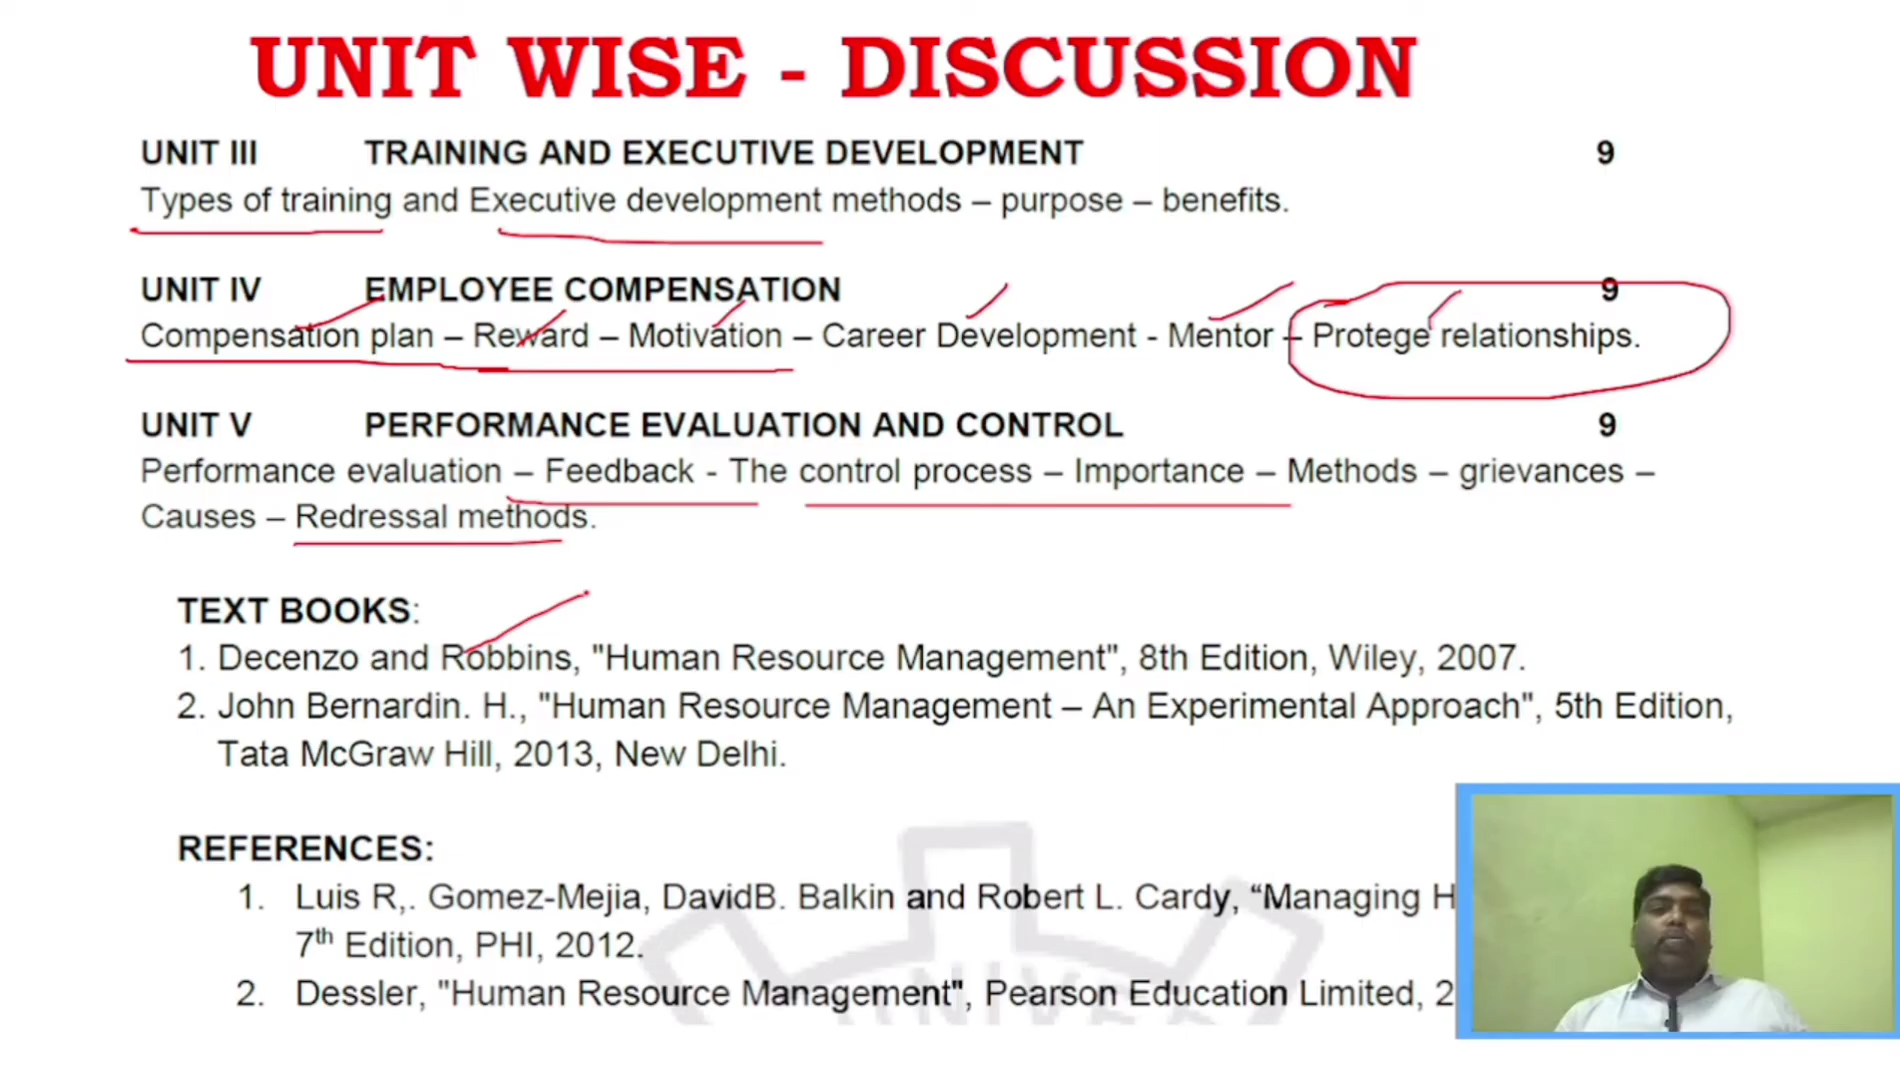 UNIT WISE - DISCUSSION
UNIT III TRAINING AND EXECUTIVE DEVELOPMENT 9
Types of training and Executive development methods – purpose – benefits.
UNIT IV EMPLOYEE COMPENSATION 9
Compensation plan – Reward – Motivation – Career Development - Mentor – Protege relationships.
UNIT V PERFORMANCE EVALUATION AND CONTROL 9
Performance evaluation – Feedback - The control process – Importance – Methods – grievances –
Causes – Redressal methods.
TEXT BOOKS:
1. Decenzo and Robbins, "Human Resource Management", 8th Edition, Wiley, 2007.
2. John Bernardin. H., "Human Resource Management – An Experimental Approach", 5th Edition,
Tata McGraw Hill, 2013, New Delhi.
REFERENCES:
1. Luis R,. Gomez-Mejia, DavidB. Balkin and Robert L. Cardy, “Managing H
7th Edition, PHI, 2012.
2. Dessler, "Human Resource Management", Pearson Education Limited, 2